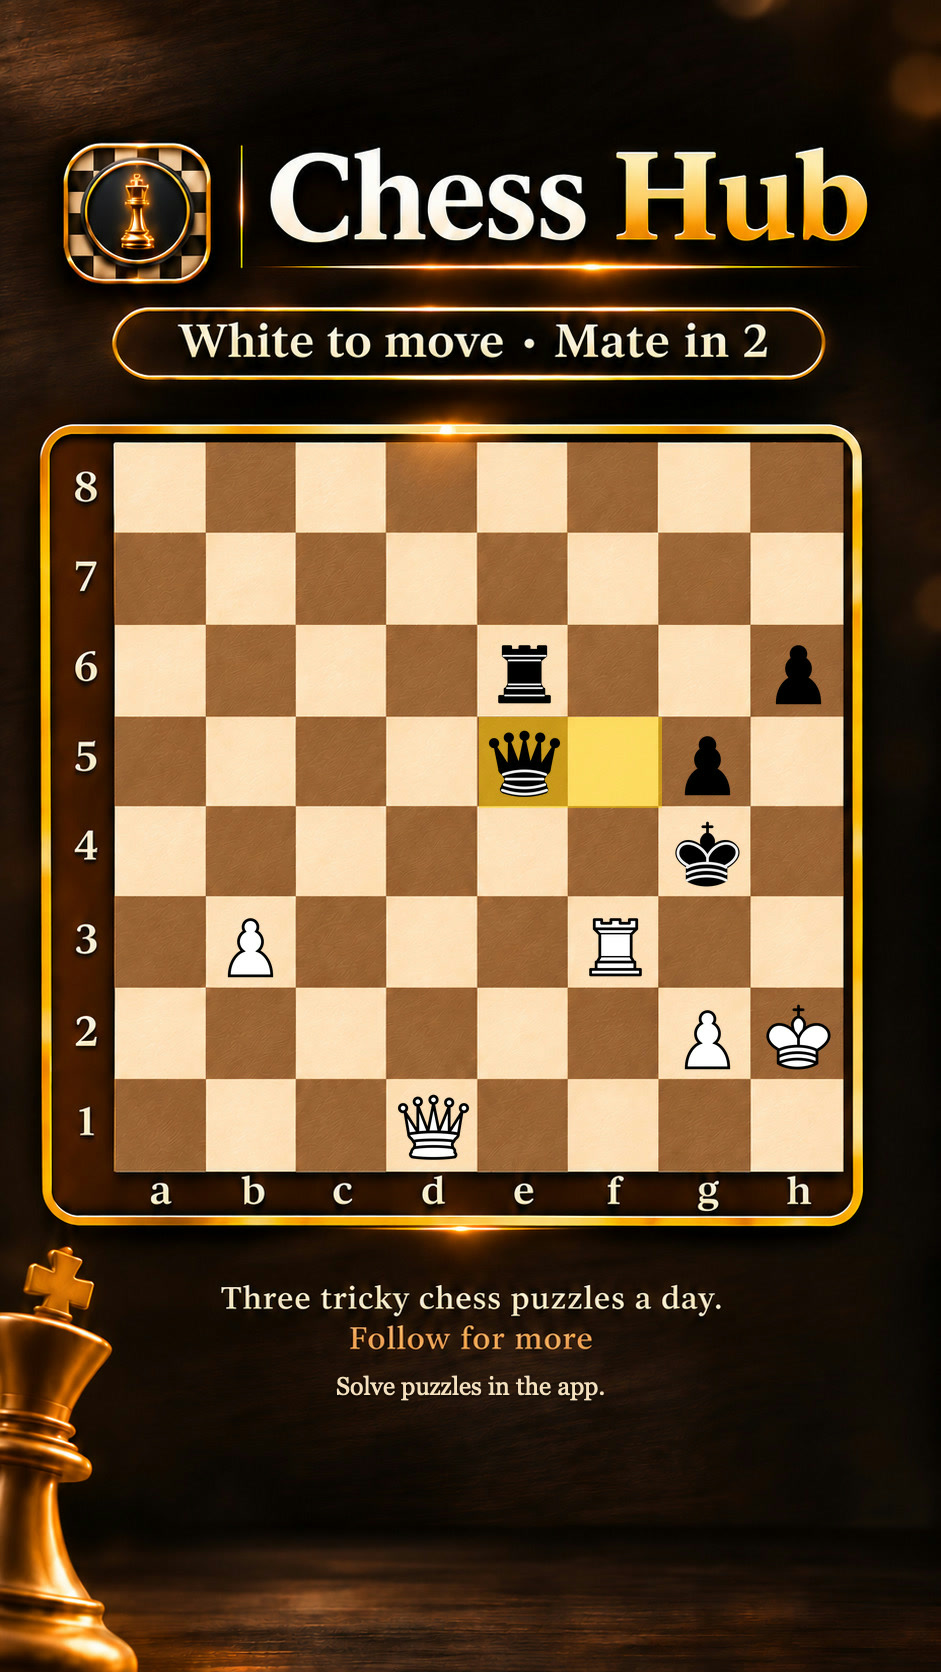 Chess Hub
White to move • Mate in 2
8
7
6
5
4
3
2
1
a b c d e f g h
Three tricky chess puzzles a day.
Follow for more
Solve puzzles in the app.